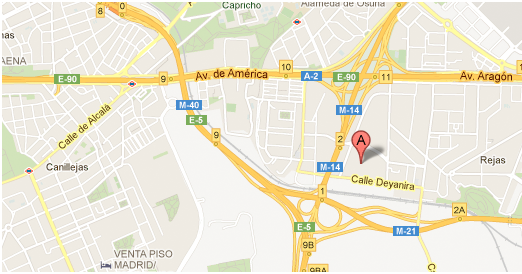 Capricho
Alameda de Osuna
8
0
AENA
E-90
9
Av. de América
10
A-2
E-90
11
Av. Aragón
M-40
E-5
M-14
Calle de Alcalá
9
2
A
Canillejas
M-14
Rejas
Calle Deyanira
1
2A
E-5
M-21
9B
VENTA PISO
MADRID/
9BA